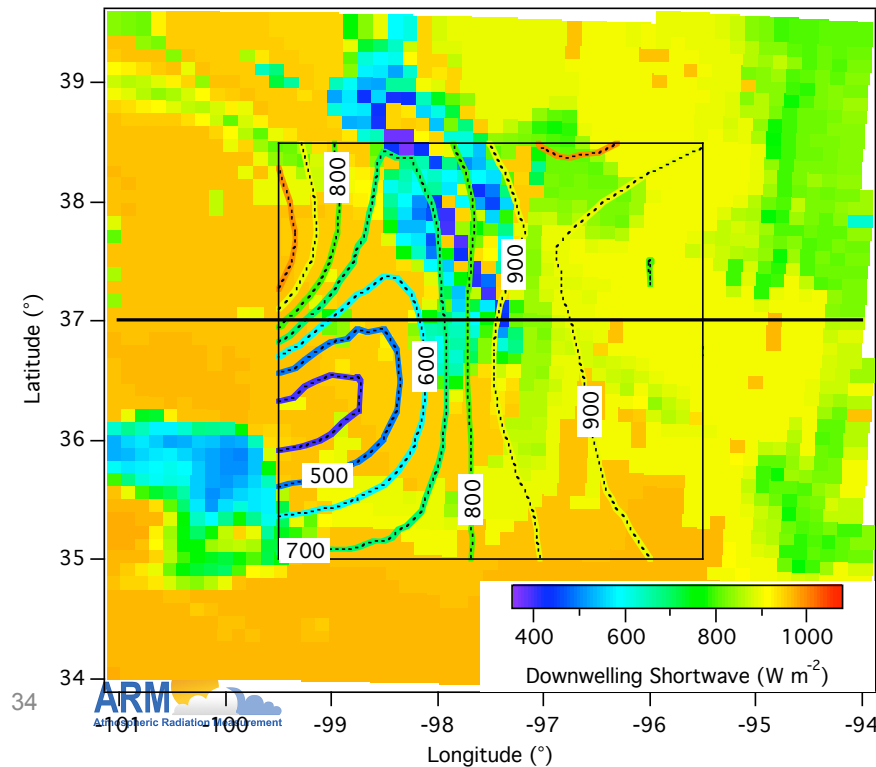 39
38
37
36
35
34
Latitude (°)
800
900
600
900
500
800
700
400 600 800 1000
Downwelling Shortwave (W m-2)
34
ARM
Atmospheric Radiation Measurement
-101 -100 -99 -98 -97 -96 -95 -94
Longitude (°)